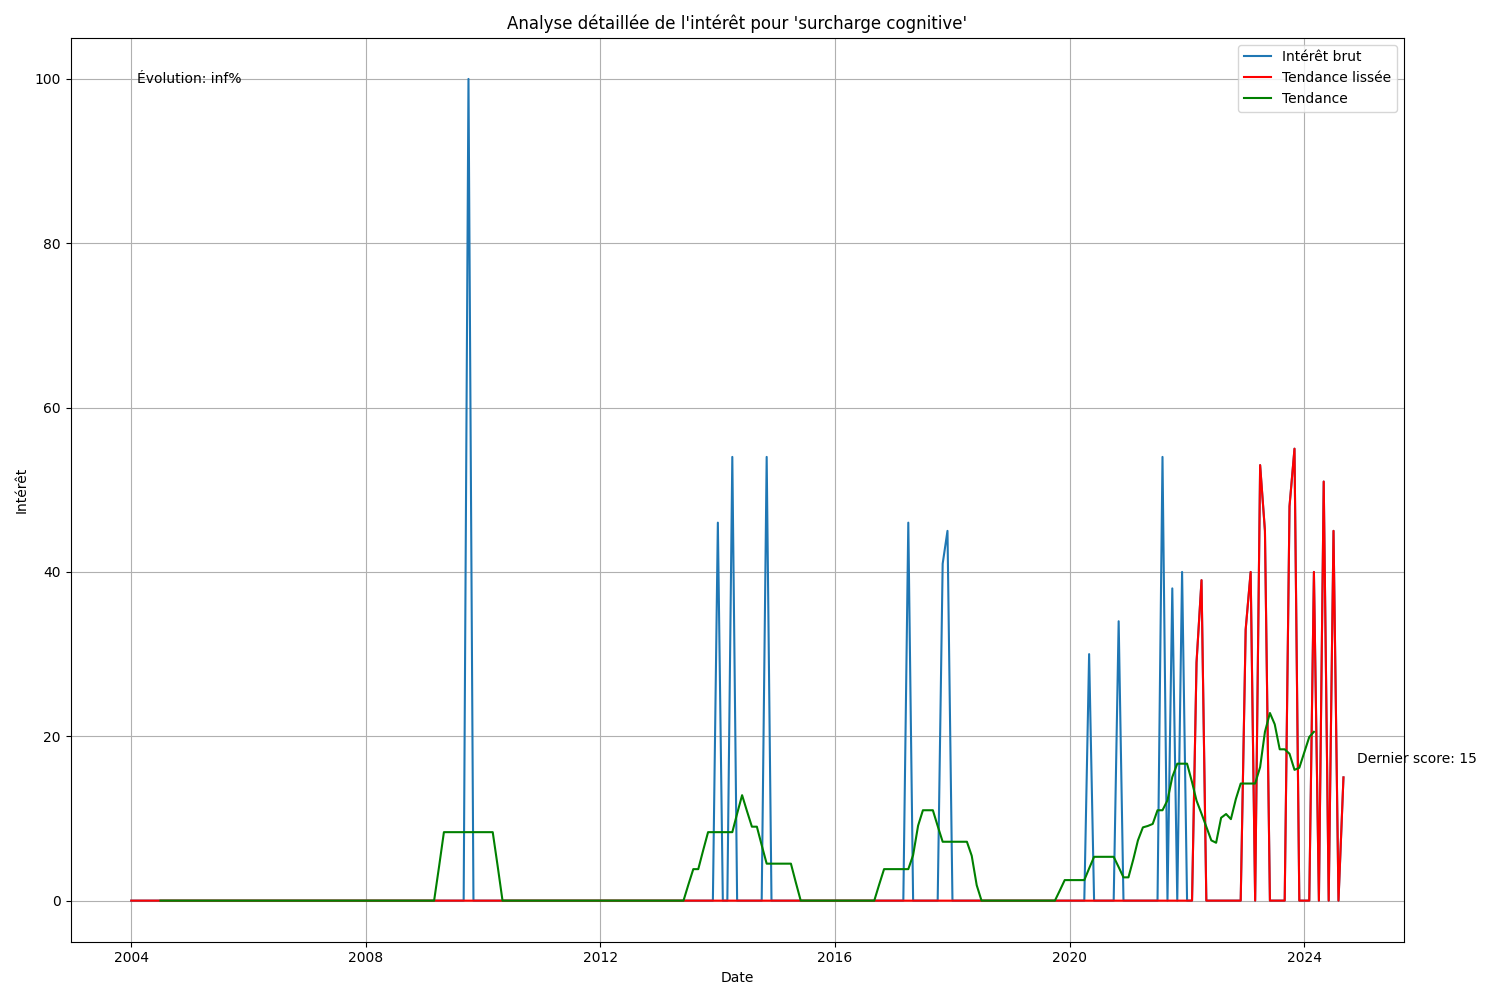 Analyse détaillée de l'intérêt pour 'surcharge cognitive'
Évolution: inf%
Intérêt brut
Tendance lissée
Tendance
100
80
60
40
20
0
Intérêt
Dernier score: 15
2004
2008
2012
2016
2020
2024
Date